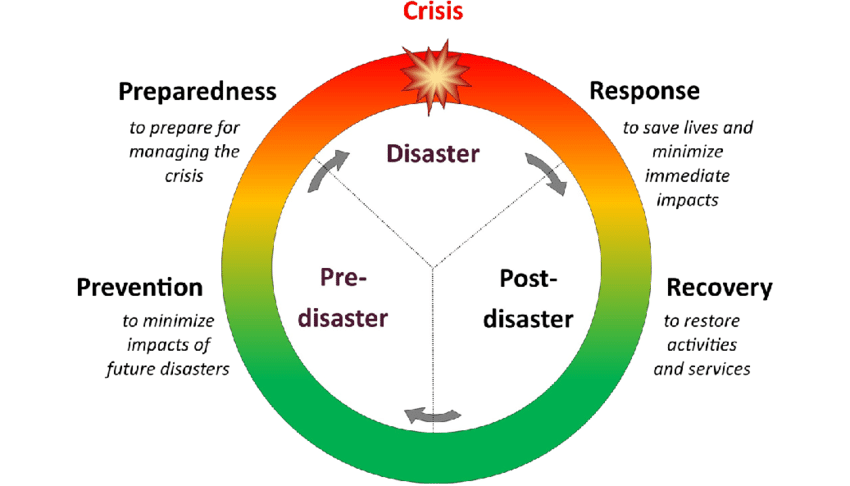 Crisis
Preparedness
to prepare for
managing the
crisis
Response
to save lives and
minimize
immediate
impacts
Disaster
Pre-
disaster
Post-
disaster
Prevention
to minimize
impacts of
future disasters
Recovery
to restore
activities
and services